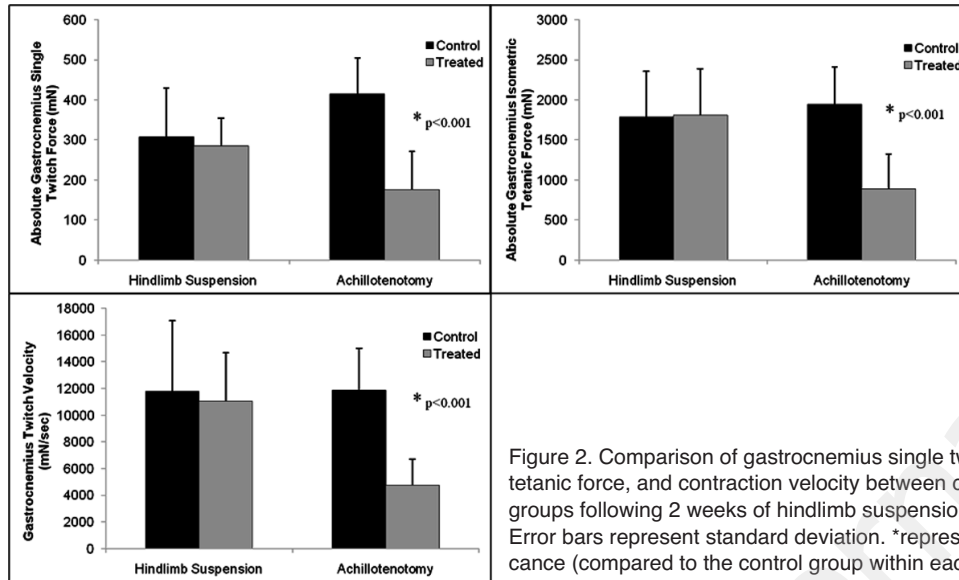 Absolute Gastrocnemius Single
Twitch Force (mN)
600
500
400
300
200
100
0
Control
Treated
* p<0.001
Hindlimb Suspension
Achillotenotomy
Absolute Gastrocnemius Isometric
Tetanic Force (mN)
3000
2500
2000
1500
1000
500
0
Control
Treated
* p<0.001
Hindlimb Suspension
Achillotenotomy
Gastrocnemius Twitch Velocity
(mN/sec)
18000
16000
14000
12000
10000
8000
6000
4000
2000
0
Control
Treated
* p<0.001
Hindlimb Suspension
Achillotenotomy
Figure 2. Comparison of gastrocnemius single tw
tetanic force, and contraction velocity between c
groups following 2 weeks of hindlimb suspension
Error bars represent standard deviation. *repres
cance (compared to the control group within eac